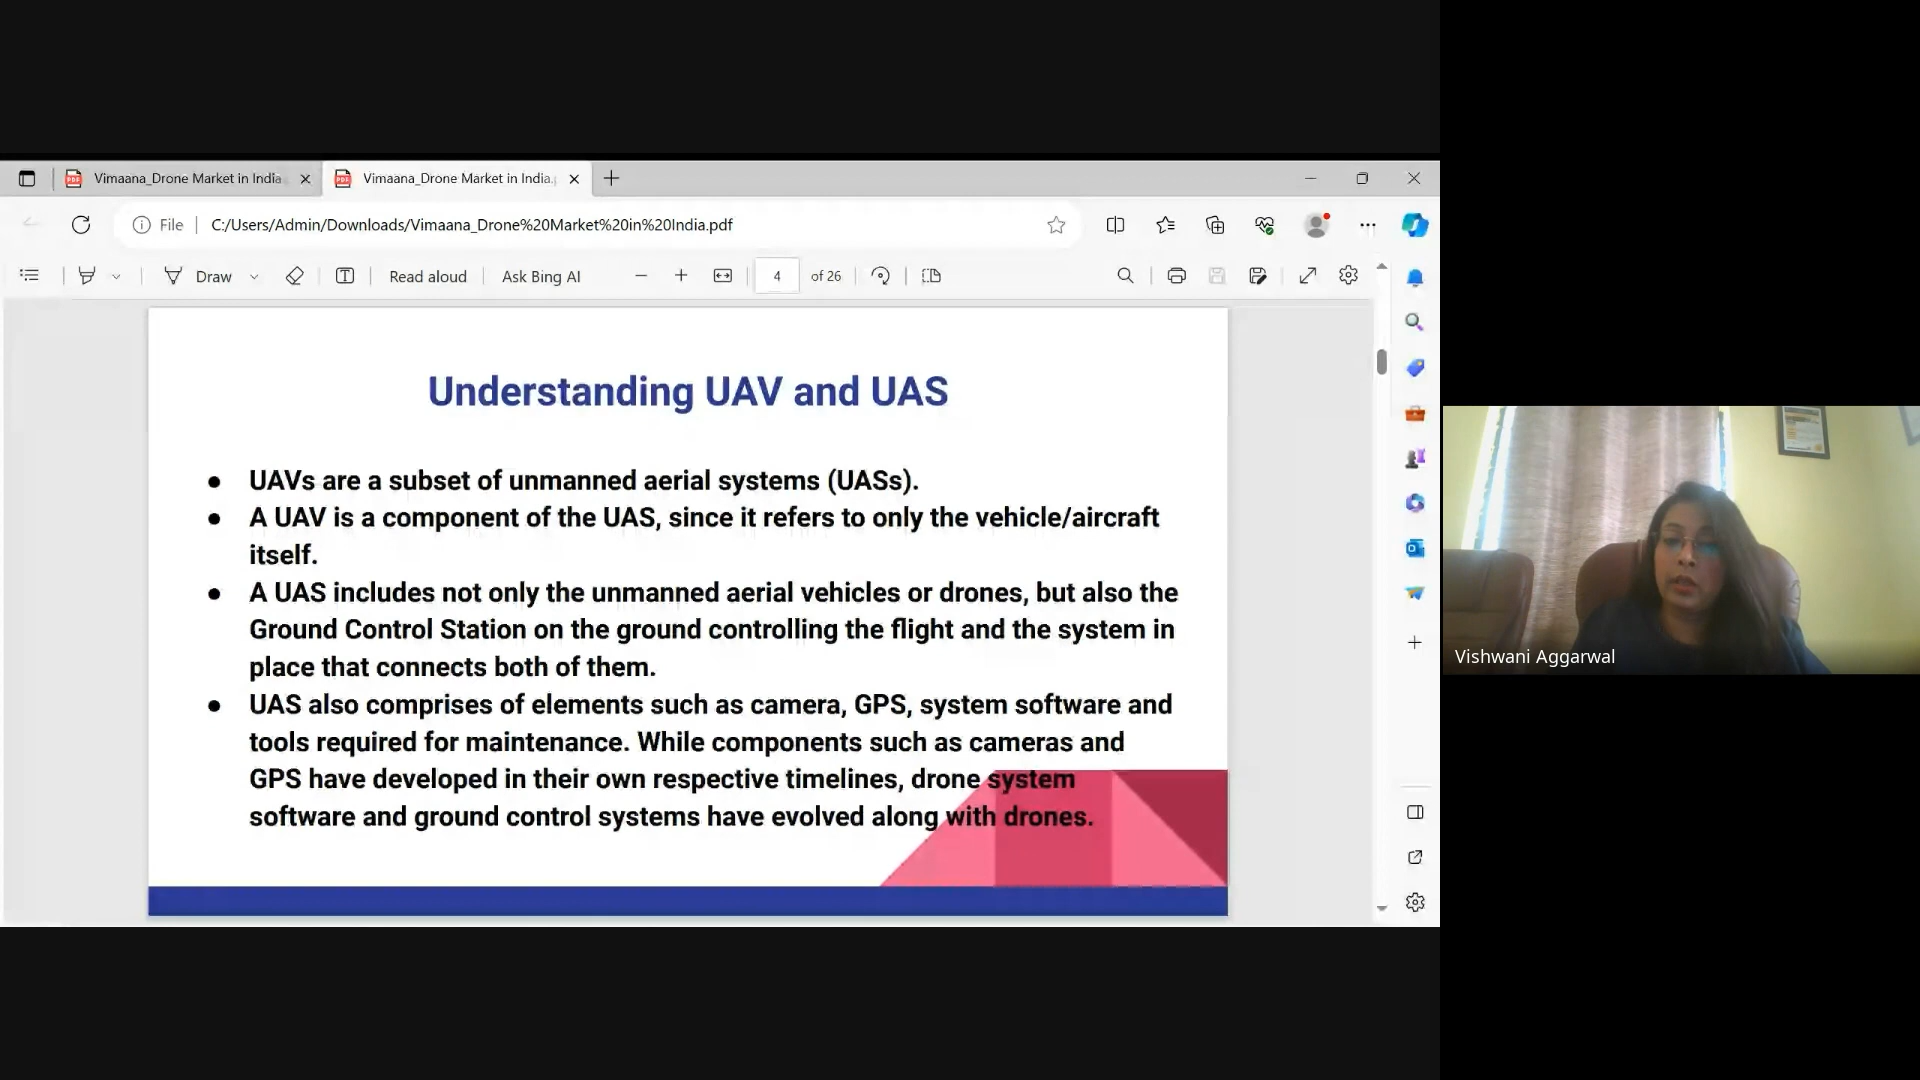 Vimaana_Drone Market in India
Vimaana_Drone Market in India.
File
C:/Users/Admin/Downloads/Vimaana_Drone%20Market%20in%20India.pdf
Draw
Read aloud
Ask Bing AI
4
of 26
Understanding UAV and UAS
● UAVs are a subset of unmanned aerial systems (UASs).
● A UAV is a component of the UAS, since it refers to only the vehicle/aircraft
itself.
● A UAS includes not only the unmanned aerial vehicles or drones, but also the
Ground Control Station on the ground controlling the flight and the system in
place that connects both of them.
● UAS also comprises of elements such as camera, GPS, system software and
tools required for maintenance. While components such as cameras and
GPS have developed in their own respective timelines, drone system
software and ground control systems have evolved along with drones.
Vishwani Aggarwal